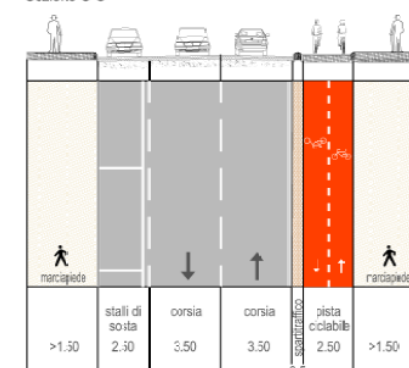 marciapiede
marciapiede
stalli di
sosta
corsia
corsia
spartitraffico
pista
ciclabile
>1.50
2.50
3.50
3.50
2.50
>1.50